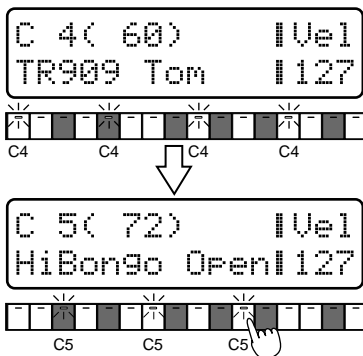 C 4( 60) Vel
TR909 Tom 127
C4 C4 C4 C4
C 5( 72) Vel
HiBongo Open 127
C5 C5 C5